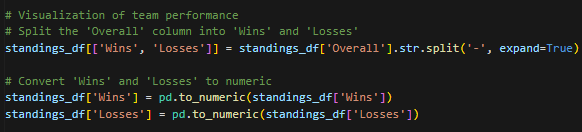 # Visualization of team performance
# Split the 'Overall' column into 'Wins' and 'Losses'
standings_df[['Wins', 'Losses']] = standings_df['Overall'].str.split('-', expand=True)
# Convert 'Wins' and 'Losses' to numeric
standings_df['Wins'] = pd.to_numeric(standings_df['Wins'])
standings_df['Losses'] = pd.to_numeric(standings_df['Losses'])